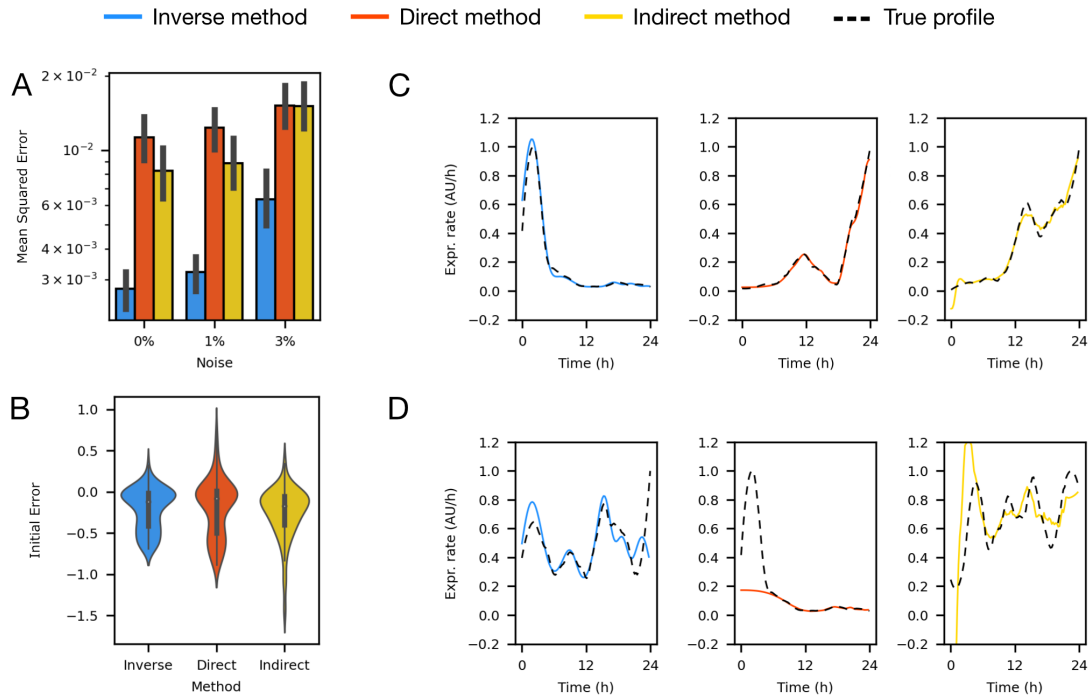 Inverse method Direct method Indirect method True profile
A
2 × 10⁻²
10⁻²
6 × 10⁻³
4 × 10⁻³
3 × 10⁻³
Mean Squared Error
0% 1% 3%
Noise
B
1.0
0.5
0.0
−0.5
−1.0
−1.5
Initial Error
Inverse Direct Indirect
Method
C
1.2 1.2 1.2
1.0 1.0 1.0
0.8 0.8 0.8
0.6 0.6 0.6
0.4 0.4 0.4
0.2 0.2 0.2
0.0 0.0 0.0
−0.2 −0.2 −0.2
Expr. rate (AU/h)
0 12 24 0 12 24 0 12 24
Time (h) Time (h) Time (h)
D
1.2 1.2 1.2
1.0 1.0 1.0
0.8 0.8 0.8
0.6 0.6 0.6
0.4 0.4 0.4
0.2 0.2 0.2
0.0 0.0 0.0
−0.2 −0.2 −0.2
Expr. rate (AU/h)
0 12 24 0 12 24 0 12 24
Time (h) Time (h) Time (h)